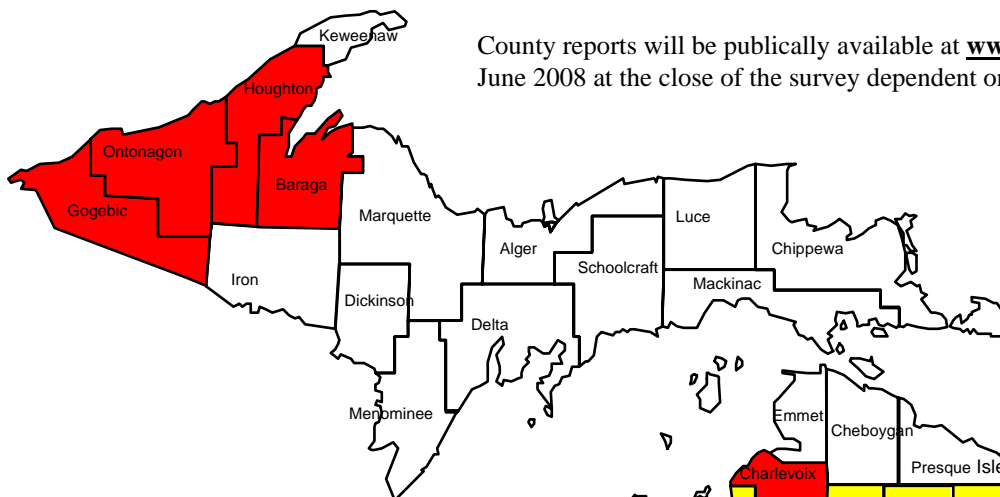 Keweenaw
County reports will be publically available at
June 2008 at the close of the survey dependent
Houghton
Ontonagon
Baraga
Gogebic
Marquette
Luce
Alger
Chippewa
Schoolcraft
Iron
Mackinac
Dickinson
Delta
Menominee
Emmet
Cheboygan
Presque Isle
Charlevoix